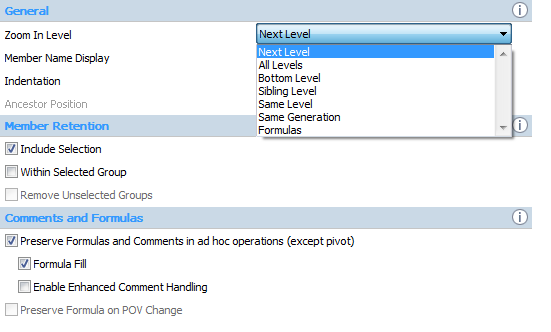 General
Zoom In Level
Next Level
Member Name Display
Next Level
All Levels
Bottom Level
Sibling Level
Same Level
Same Generation
Formulas
Indentation
Ancestor Position
Member Retention
Include Selection
Within Selected Group
Remove Unselected Groups
Comments and Formulas
Preserve Formulas and Comments in ad hoc operations (except pivot)
Formula Fill
Enable Enhanced Comment Handling
Preserve Formula on POV Change